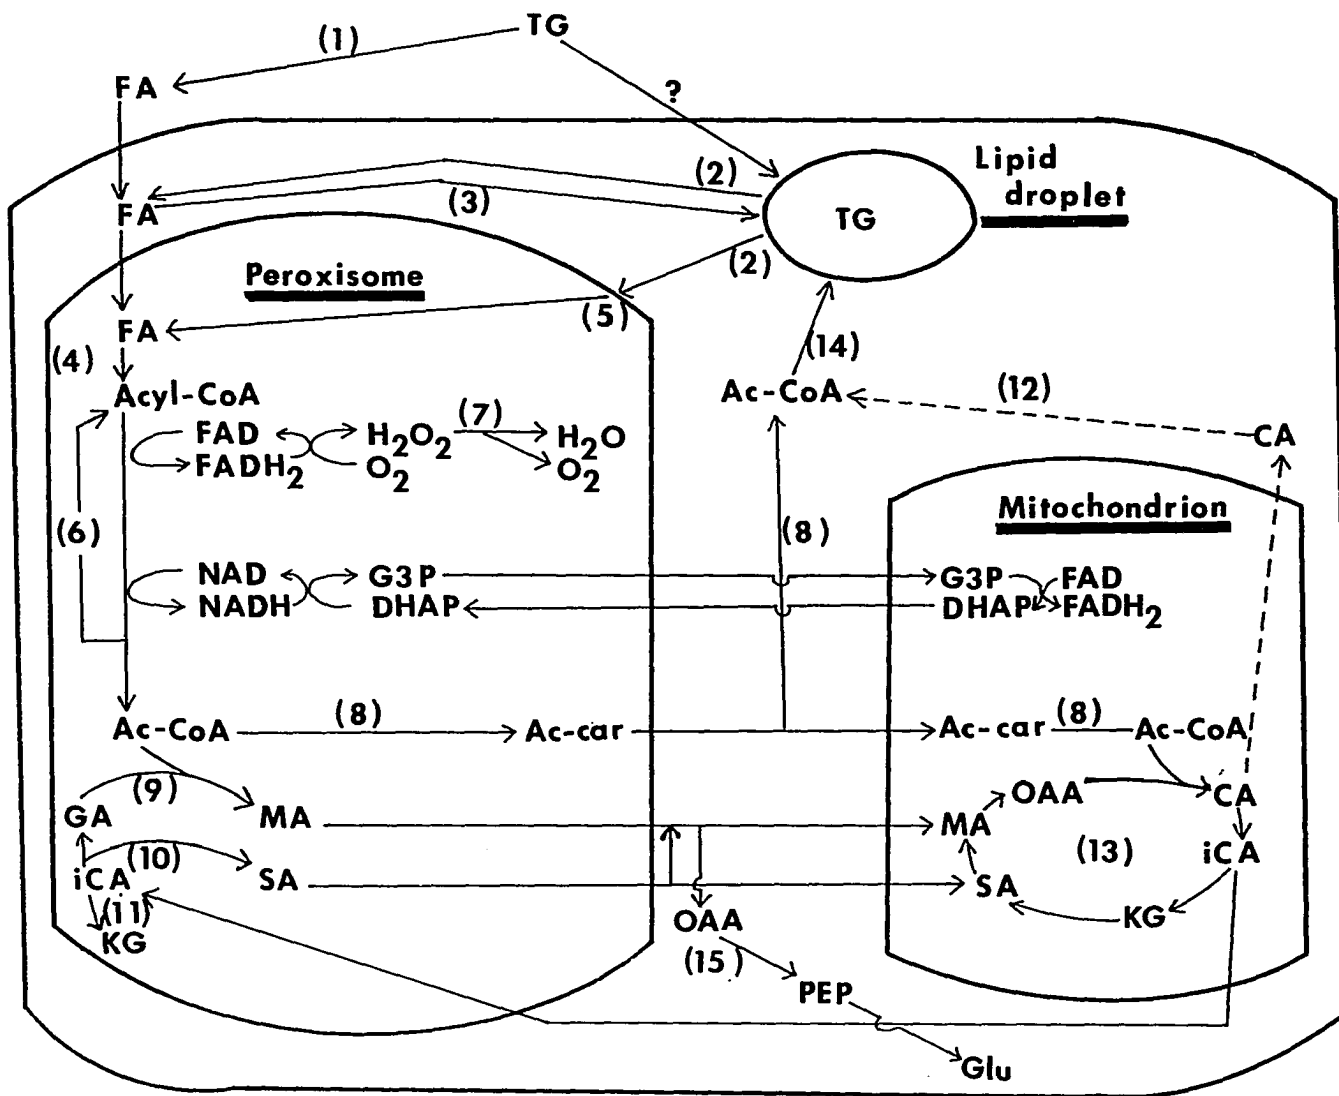 TG
(1)
FA
?
Lipid
droplet
(2)
FA
(3)
TG
(2)
Peroxisome
(5)
FA
(4)
(14)
Acyl-CoA
Ac-CoA
(12)
FAD
H2O2
(7)
H2O
CA
FADH2
O2
O2
Mitochondrion
(6)
(8)
NAD
G3P
G3P
FAD
NADH
DHAP
DHAP
FADH2
Ac-CoA
(8)
Ac-car
Ac-car
(8)
Ac-CoA
(9)
OAA
CA
GA
MA
MA
(10)
(13)
iCA
iCA
SA
SA
(11)
KG
KG
OAA
(15)
PEP
Glu